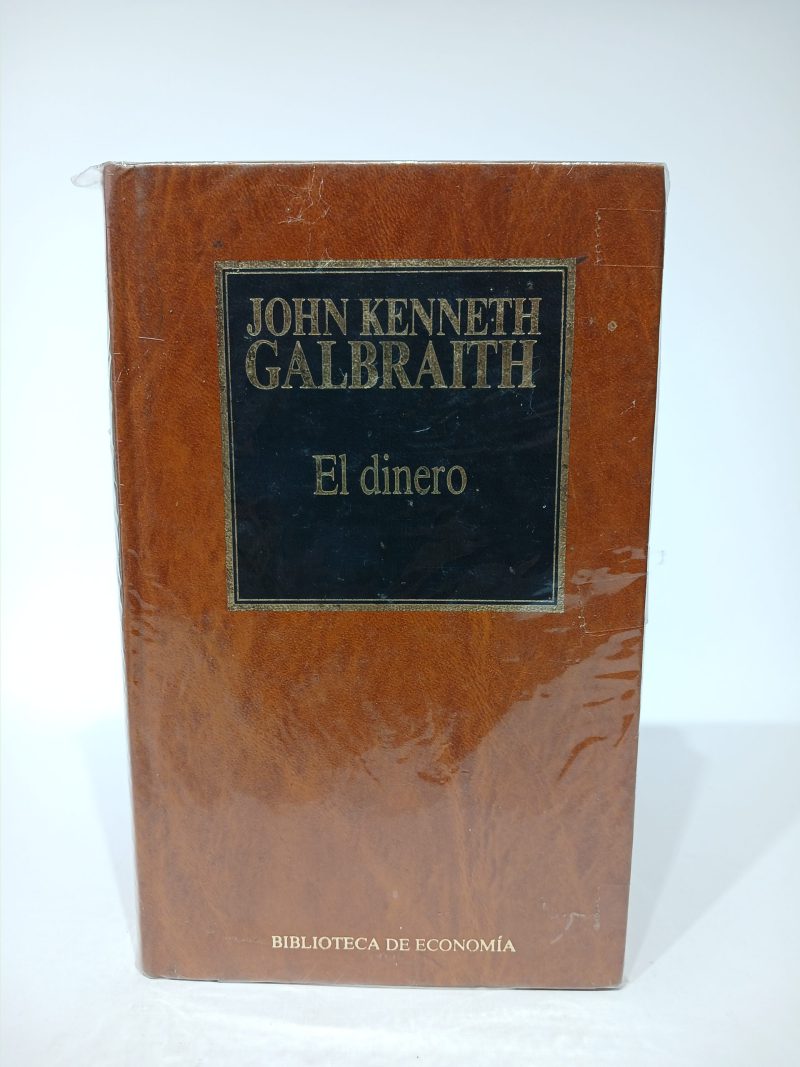 JOHN KENNETH
GALBRAITH
El dinero
BIBLIOTECA DE ECONOMÍA